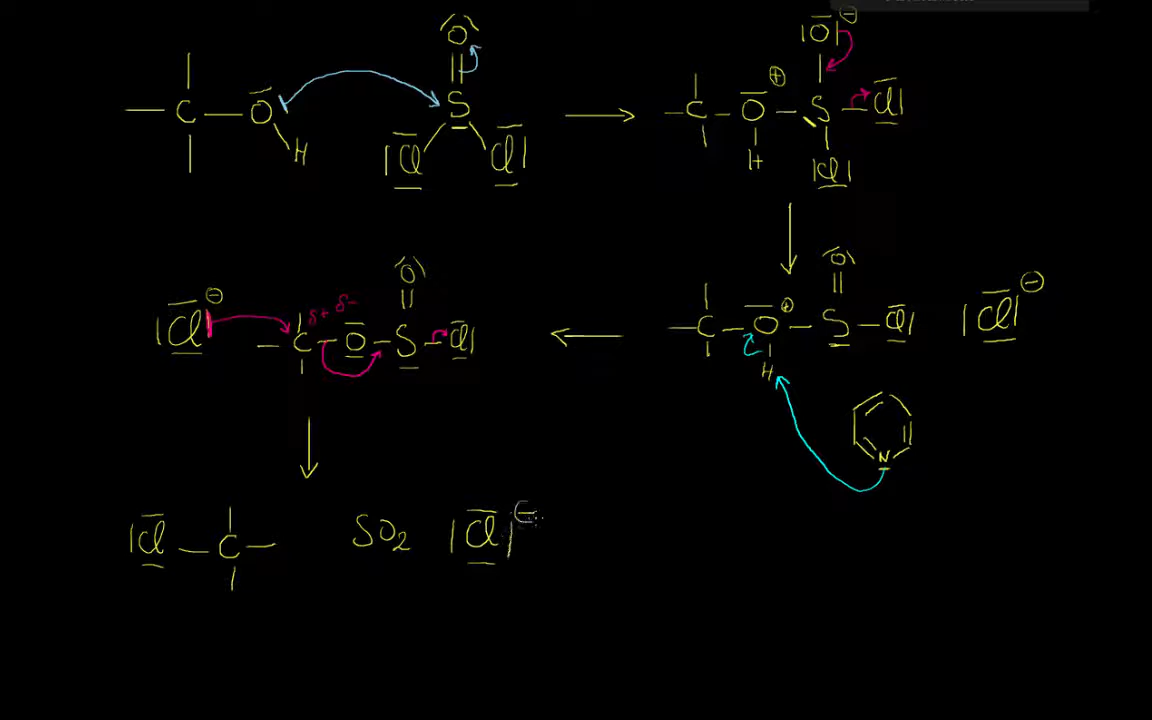 O ⊖
O
⊕
C O S C O S Cl
H
Cl Cl H Cl
O O ⊖
⊖ δ+ δ- ⊕
Cl C O S Cl C O S Cl Cl
H
N
Cl C SO2 Cl ⊖